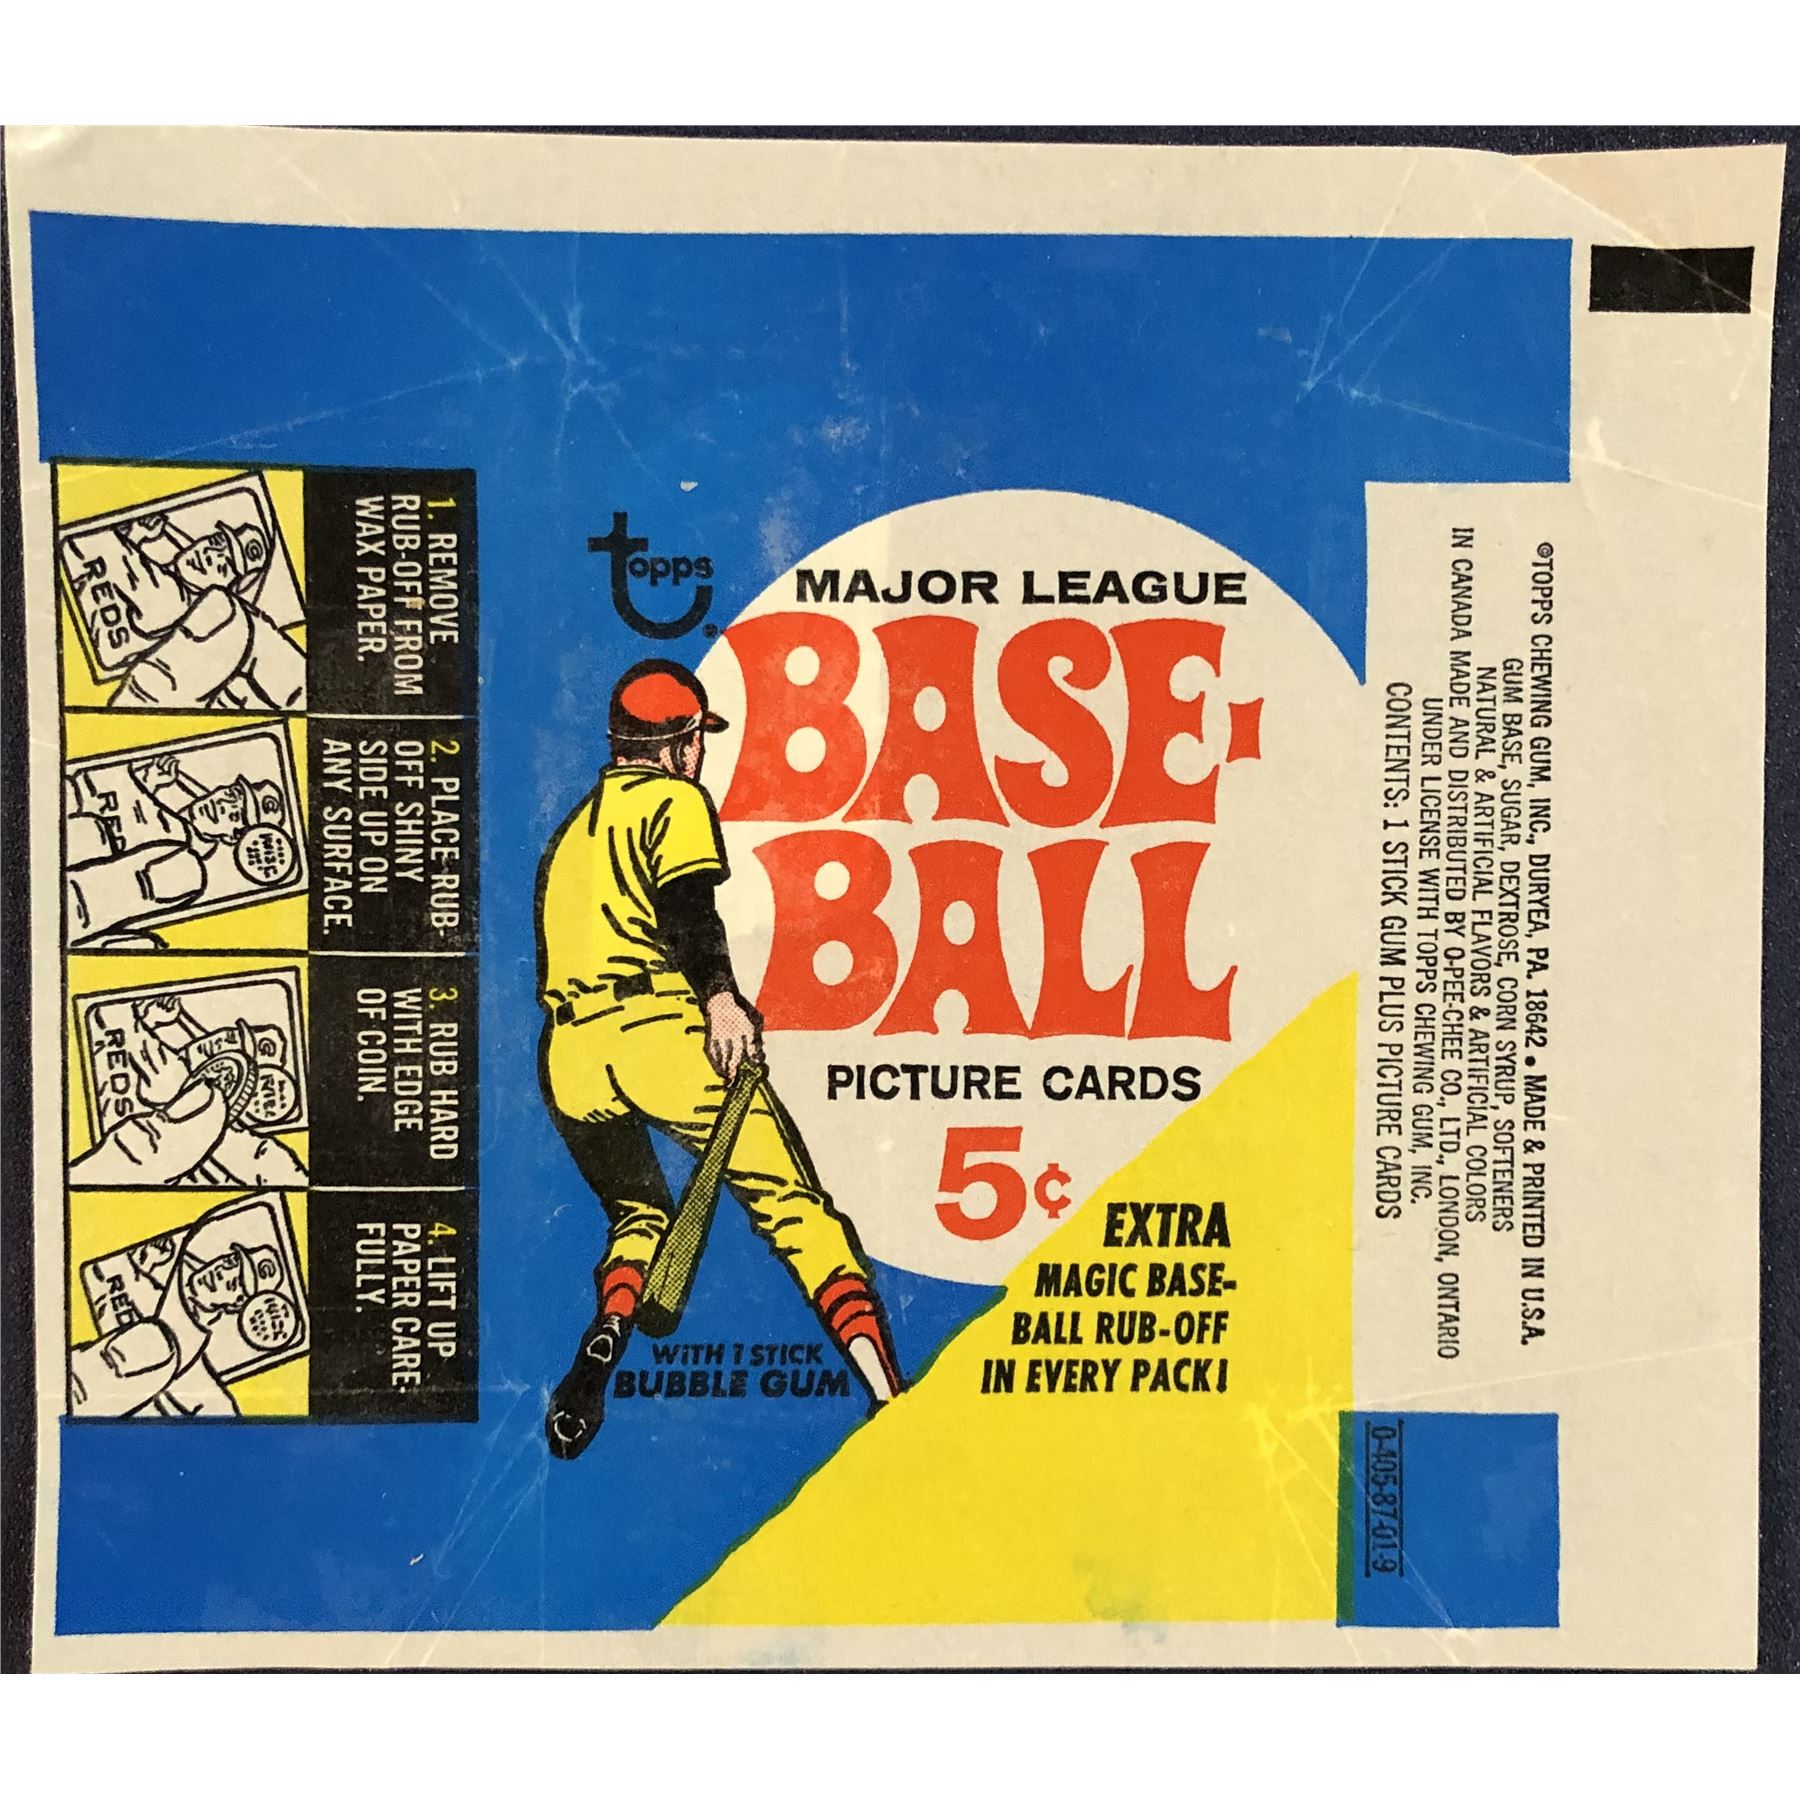 topps
MAJOR LEAGUE
BASE-
BALL
PICTURE CARDS
5¢
EXTRA
MAGIC BASE-
BALL RUB-OFF
IN EVERY PACK!
WITH 1 STICK
BUBBLE GUM
1. REMOVE
RUB-OFF FROM
WAX PAPER.
REDS
2. PLACE RUB-
OFF SHINY
SIDE UP ON
ANY SURFACE.
RED
3. RUB HARD
WITH EDGE
OF COIN.
REDS
4. LIFT UP
PAPER CARE-
FULLY.
RED
©TOPPS CHEWING GUM, INC., DURYEA, PA. 18642 • MADE & PRINTED IN U.S.A.
GUM BASE, SUGAR, DEXTROSE, CORN SYRUP, SOFTENERS
NATURAL & ARTIFICIAL FLAVORS & ARTIFICIAL COLORS
IN CANADA MADE AND DISTRIBUTED BY O-PEE-CHEE CO., LTD., LONDON, ONTARIO
UNDER LICENSE WITH TOPPS CHEWING GUM, INC.
CONTENTS: 1 STICK GUM PLUS PICTURE CARDS
0-405-87-01-9